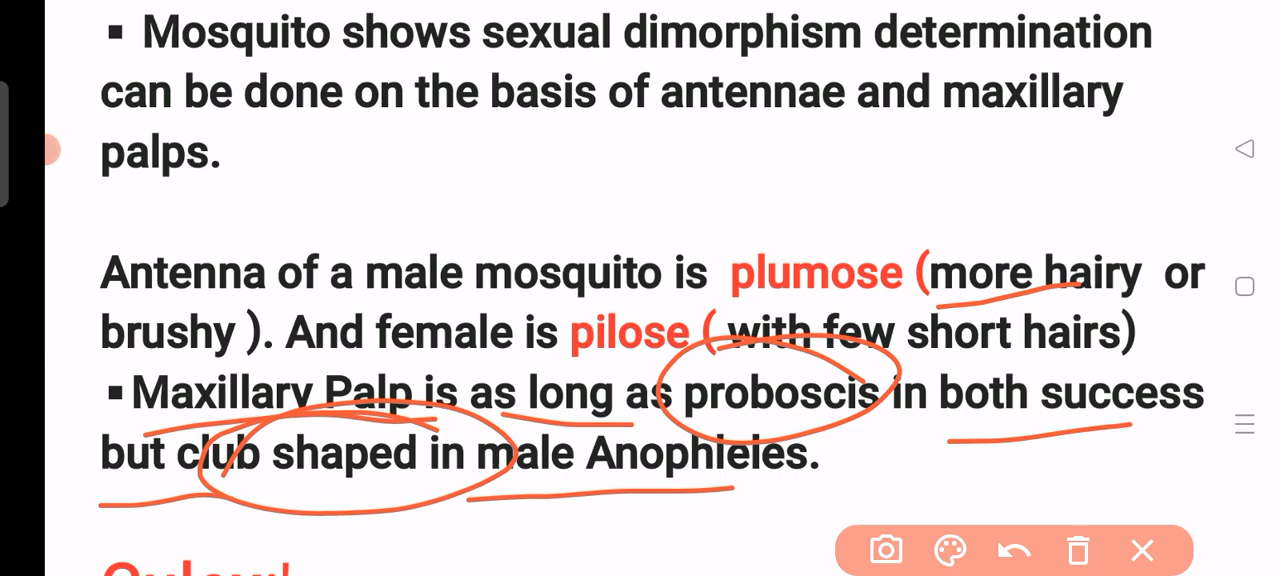 ▪ Mosquito shows sexual dimorphism determination
can be done on the basis of antennae and maxillary
palps.
Antenna of a male mosquito is plumose (more hairy or
brushy ). And female is pilose ( with few short hairs)
▪Maxillary Palp is as long as proboscis in both success
but club shaped in male Anophleles.